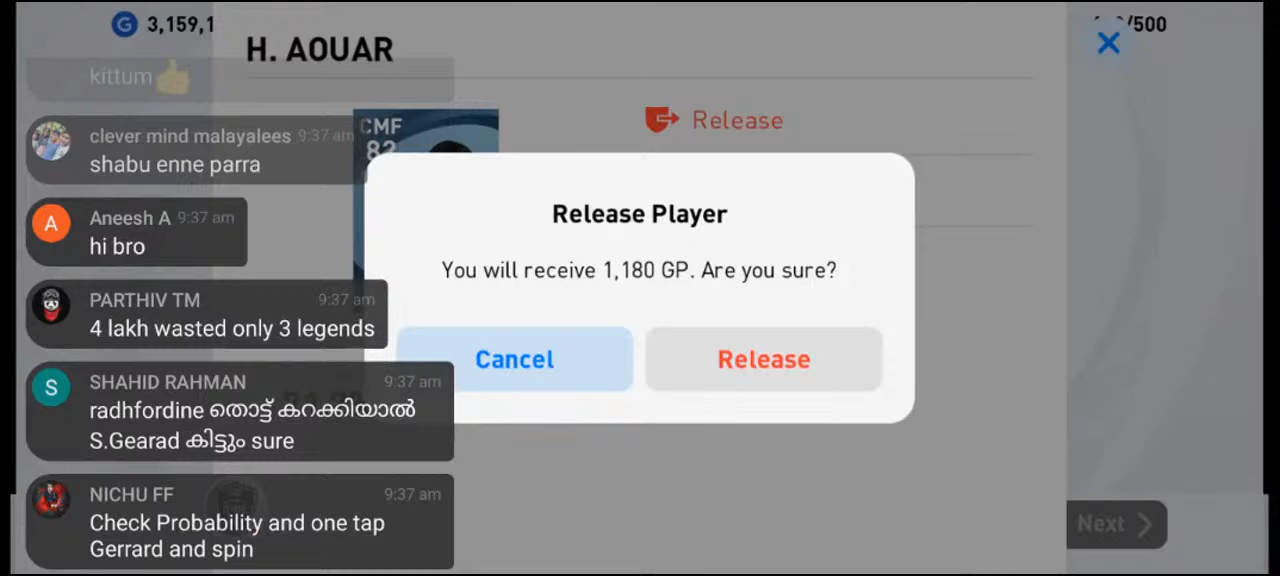 3,159,1
/500
H. AOUAR
kittum👍
Release
clever mind malayalees 9:37 am
shabu enne parra
CMF
82
Aneesh A 9:37 am
A
hi bro
PARTHIV TM 9:37 am
4 lakh wasted only 3 legends
Release Player
You will receive 1,180 GP. Are you sure?
Cancel
Release
SHAHID RAHMAN 9:37 am
S
radhfordine തൊട്ട് കറക്കിയാൽ
S.Gearad കിട്ടും sure
NICHU FF 9:37 am
Check Probability and one tap
Gerrard and spin
Next